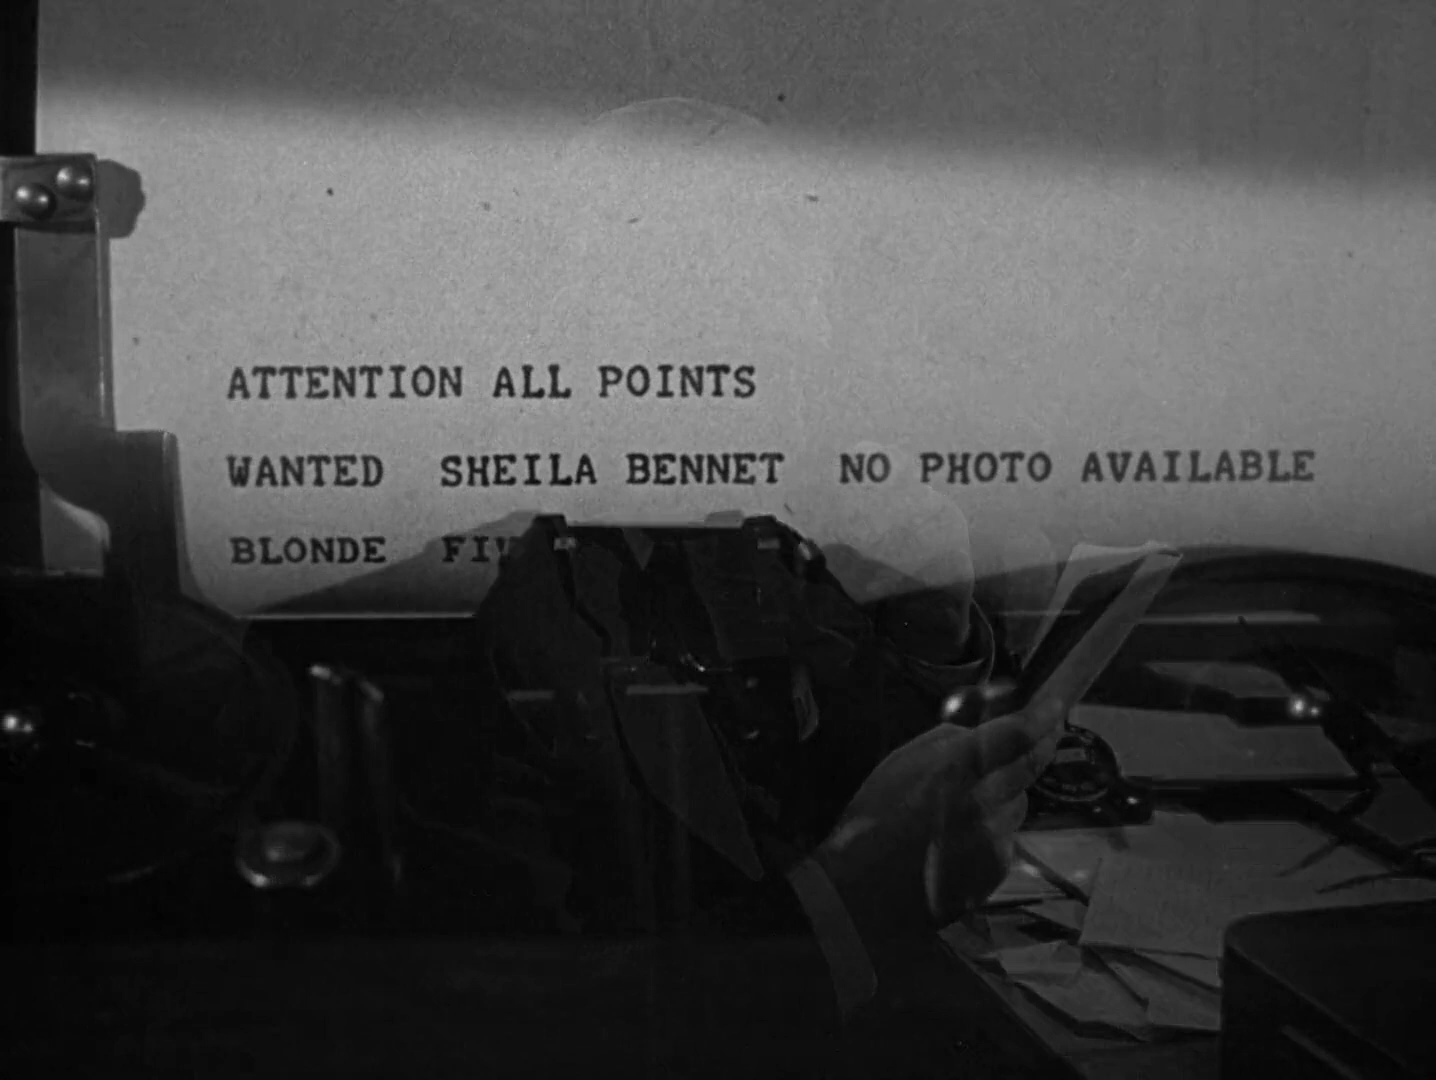 ATTENTION ALL POINTS
WANTED SHEILA BENNET NO PHOTO AVAILABLE
BLONDE